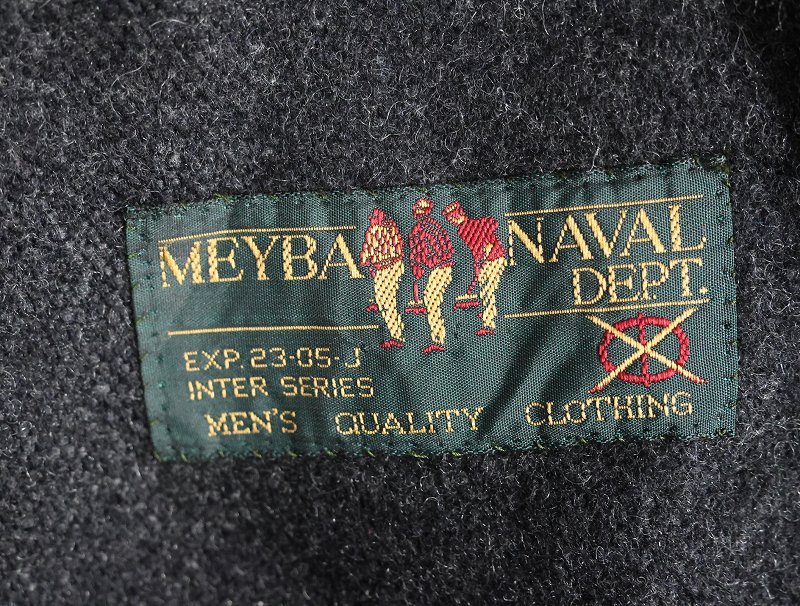 MEYBA NAVAL
DEPT.
EXP. 23-05-J
INTER SERIES
MEN'S QUALITY CLOTHING